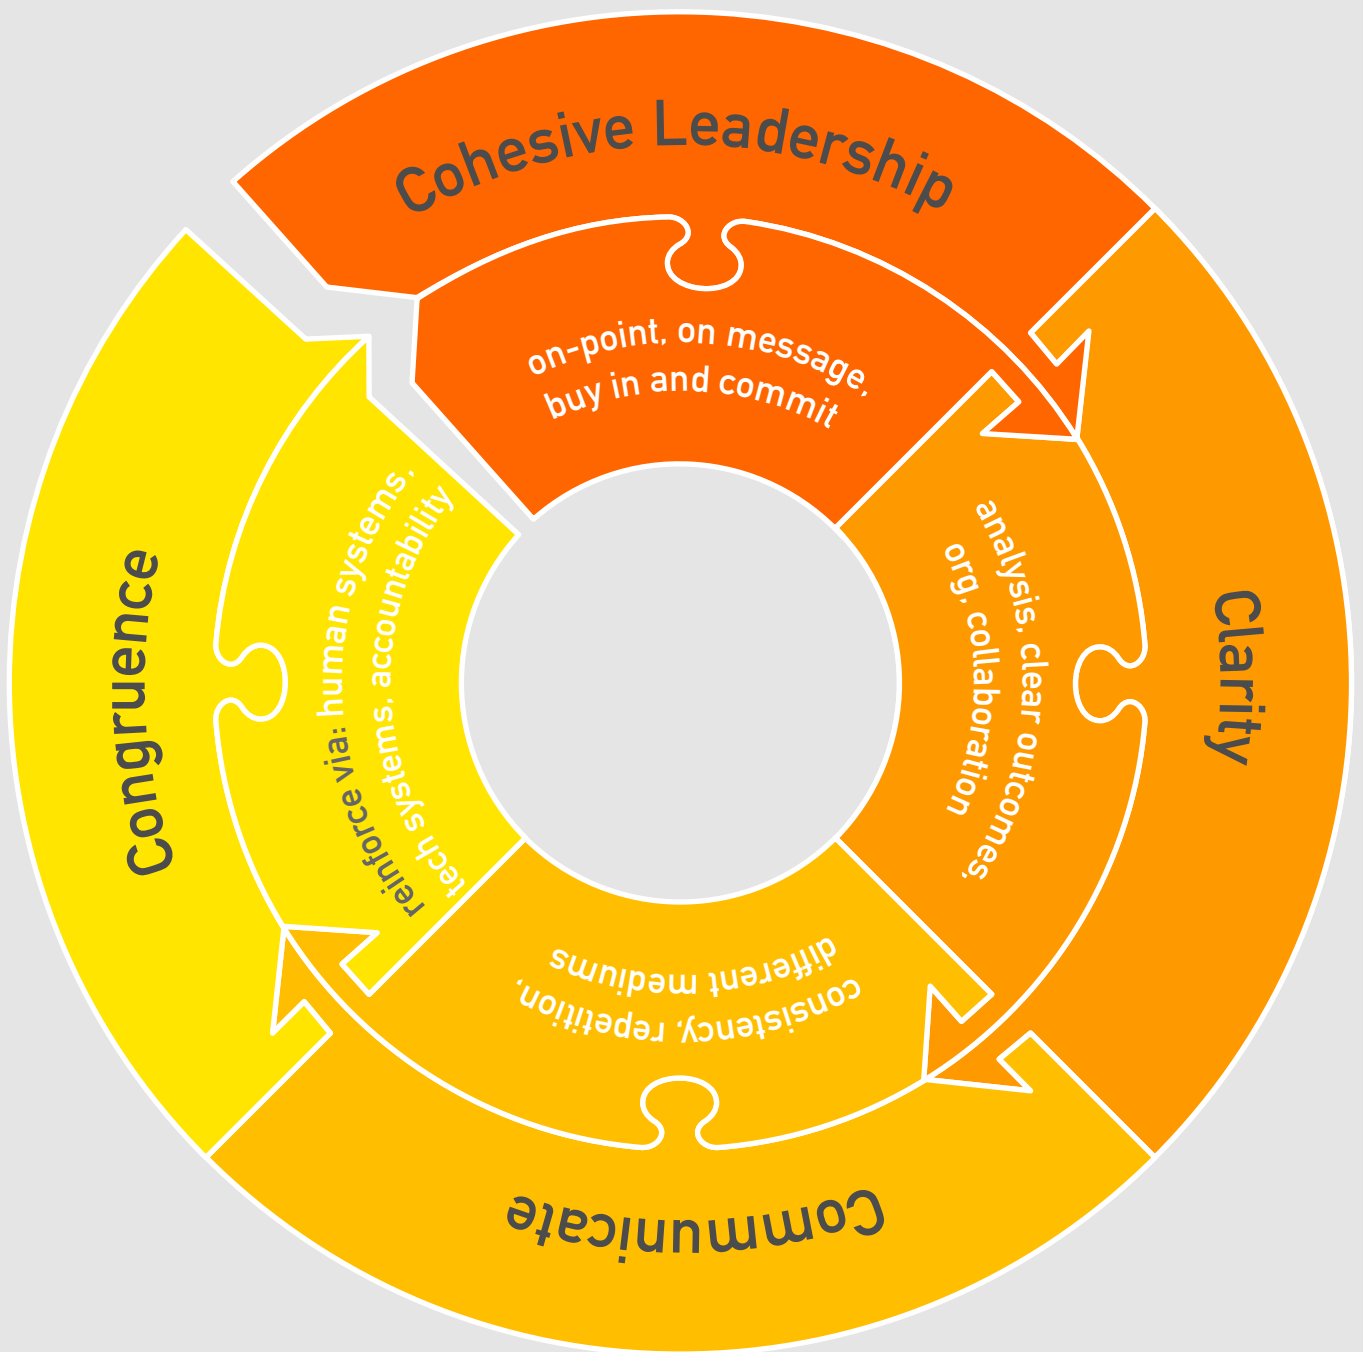 Cohesive Leadership
on-point, on message,
buy in and commit
Clarity
analysis, clear outcomes,
org, collaboration
Communicate
consistency, repetition,
different mediums
Congruence
reinforce via: human systems,
tech systems, accountability